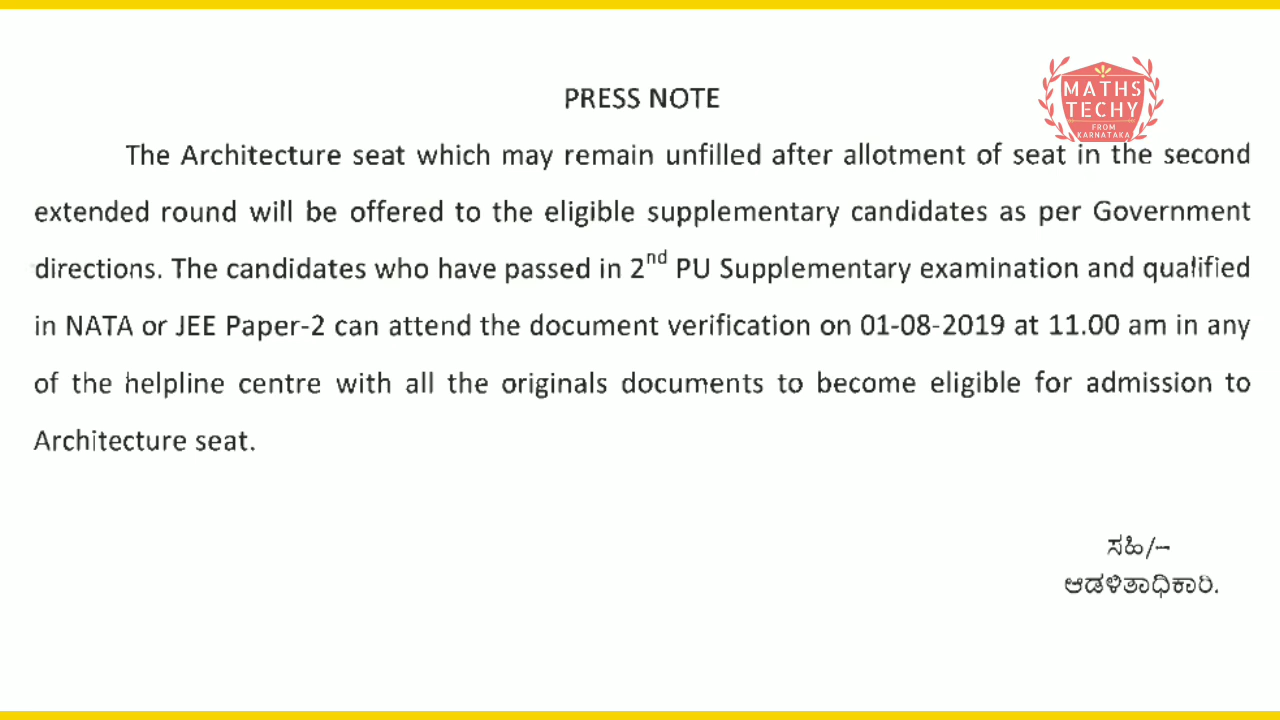 PRESS NOTE
MATHS
TECHY
FROM
KARNATAKA
The Architecture seat which may remain unfilled after allotment of seat in the second
extended round will be offered to the eligible supplementary candidates as per Government
directions. The candidates who have passed in 2nd PU Supplementary examination and qualified
in NATA or JEE Paper-2 can attend the document verification on 01-08-2019 at 11.00 am in any
of the helpline centre with all the originals documents to become eligible for admission to
Architecture seat.
ಸಹಿ/-
ಆಡಳಿತಾಧಿಕಾರಿ.